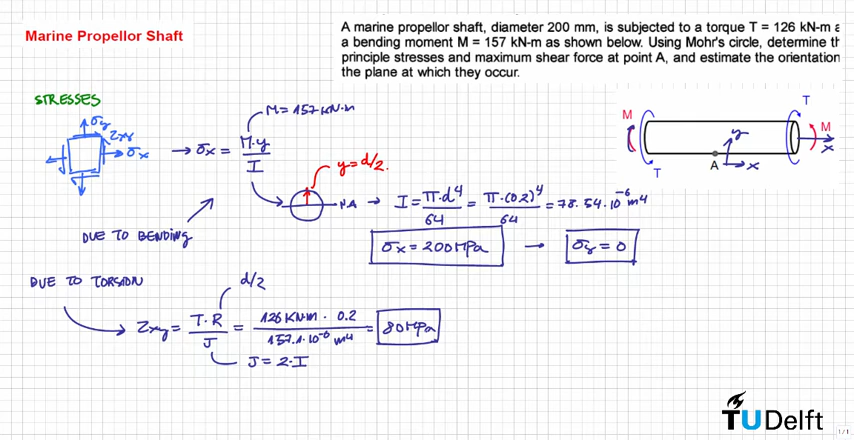 Marine Propellor Shaft
A marine propellor shaft, diameter 200 mm, is subjected to a torque T = 126 kN-m a
a bending moment M = 157 kN-m as shown below. Using Mohr's circle, determine th
principle stresses and maximum shear force at point A, and estimate the orientation
the plane at which they occur.
STRESSES
σy
τxy
σx
→ σx = M·y / I
M = 157 KN·m
y = d/2.
NA
→ I = π·d⁴ / 64 = π·(0.2)⁴ / 64 = 78.54·10⁻⁶ m⁴
DUE TO BENDING
σx = 200 MPa → σy = 0
DUE TO TORSION
d/2
τxy = T·R / J = 126 KN·m · 0.2 / 157.1·10⁻⁶ m⁴ = 80 MPa
J = 2·I
M
T
T
M
y
x
A
x
TU Delft
1/1